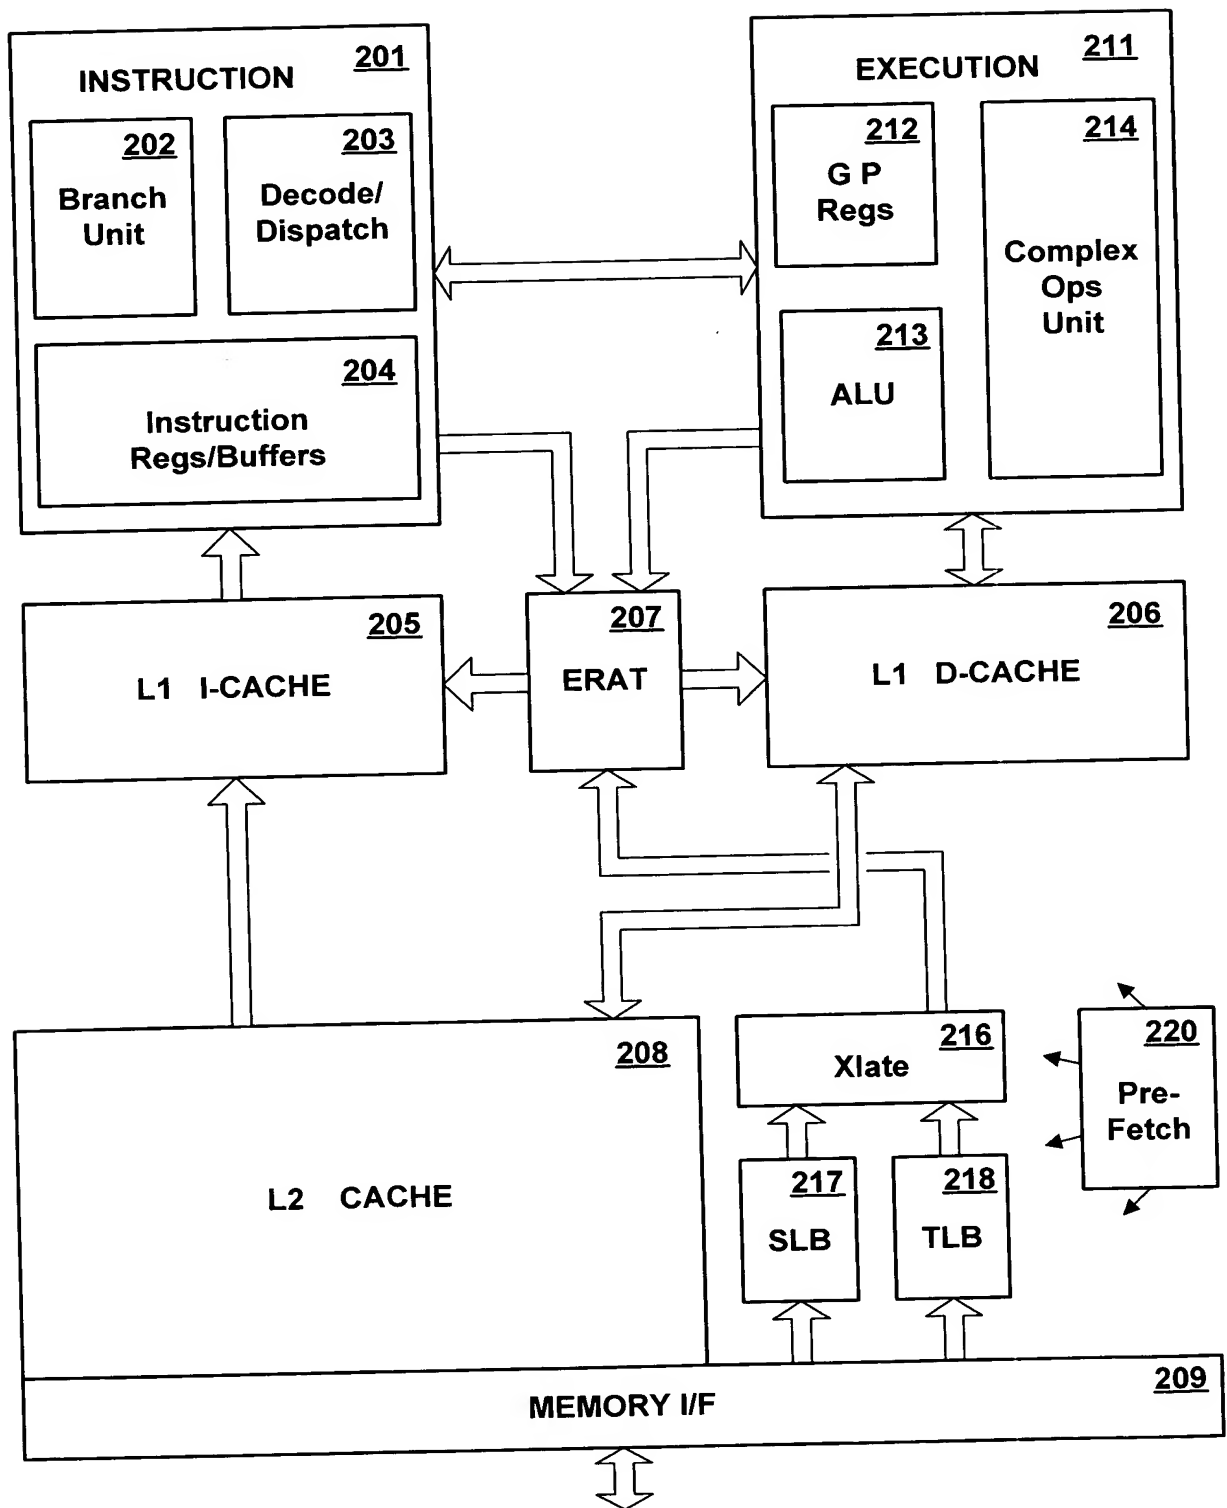 INSTRUCTION
201
202
Branch
Unit
203
Decode/
Dispatch
204
Instruction
Regs/Buffers
EXECUTION
211
212
G P
Regs
213
ALU
214
Complex
Ops
Unit
205
L1 I-CACHE
207
ERAT
206
L1 D-CACHE
208
L2 CACHE
216
Xlate
217
SLB
218
TLB
220
Pre-
Fetch
209
MEMORY I/F